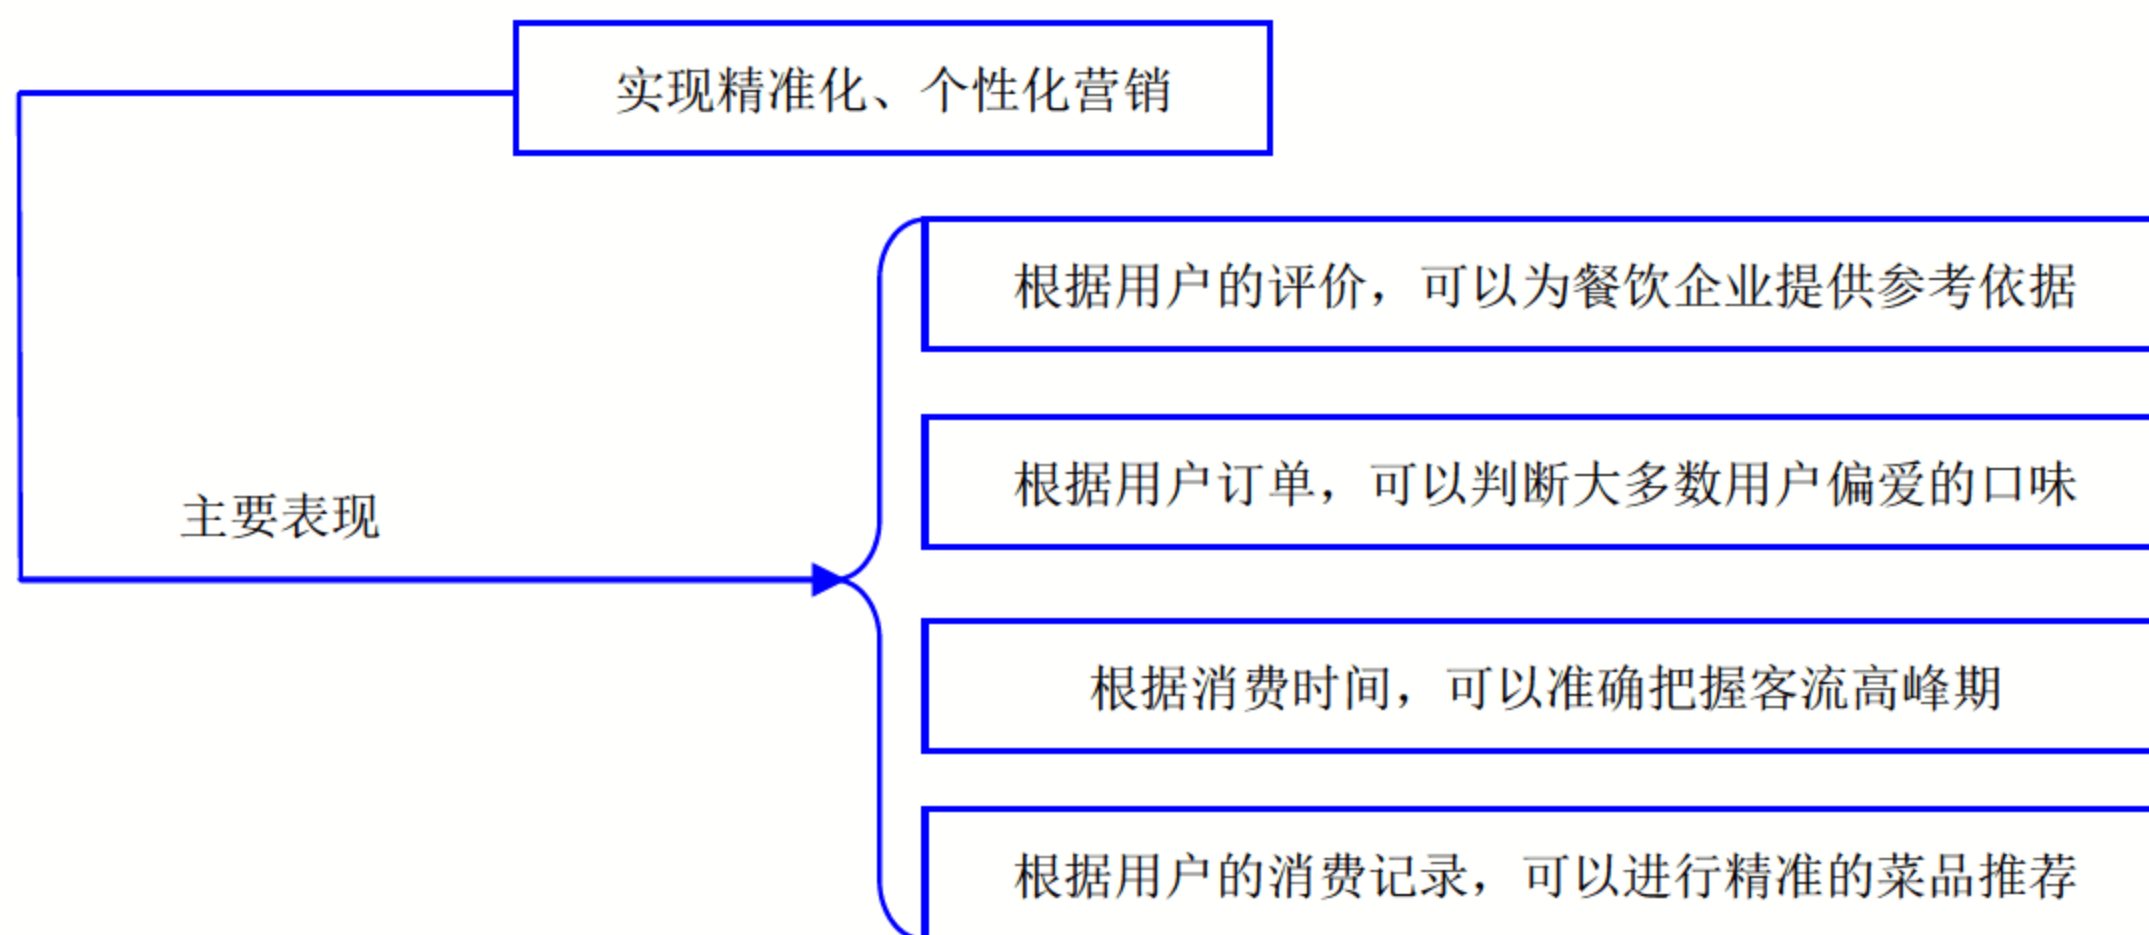 实现精准化、个性化营销
根据用户的评价，可以为餐饮企业提供参考依据
根据用户订单，可以判断大多数用户偏爱的口味
主要表现
根据消费时间，可以准确把握客流高峰期
根据用户的消费记录，可以进行精准的菜品推荐